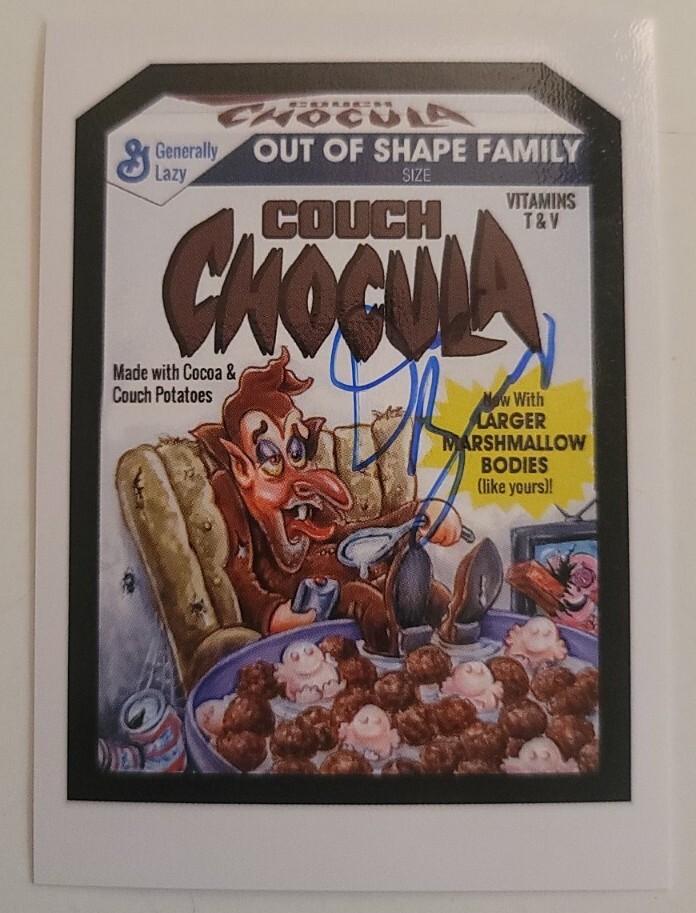 COUCH
CHOCULA
Generally
Lazy
OUT OF SHAPE FAMILY
SIZE
VITAMINS
T & V
COUCH
CHOCULA
Made with Cocoa &
Couch Potatoes
Now With
LARGER
MARSHMALLOW
BODIES
(like yours)!